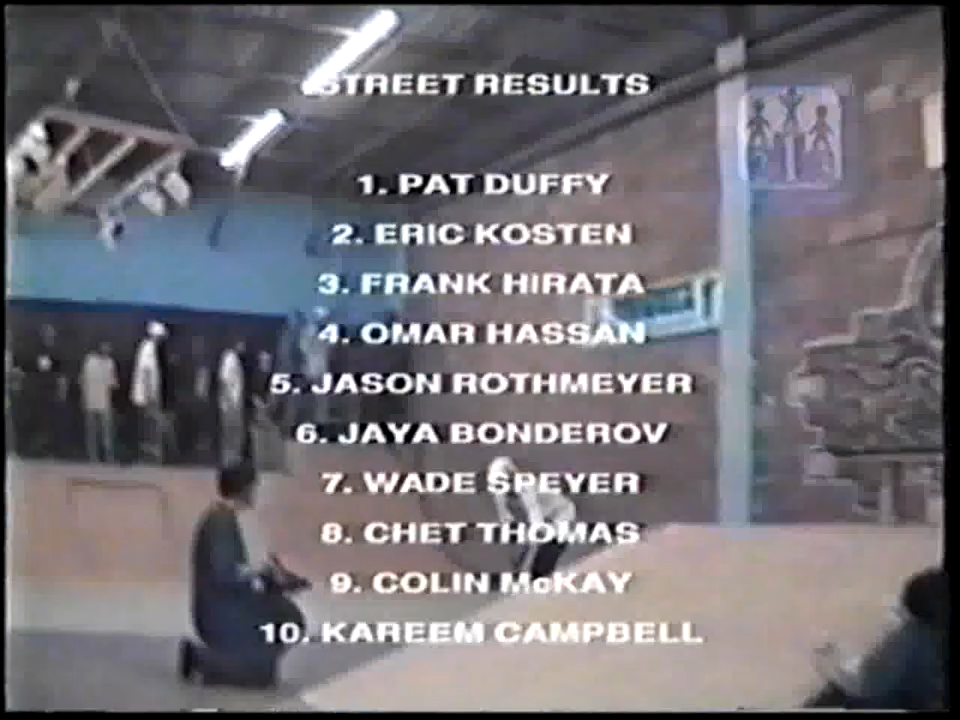 STREET RESULTS
1. PAT DUFFY
2. ERIC KOSTEN
3. FRANK HIRATA
4. OMAR HASSAN
5. JASON ROTHMEYER
6. JAYA BONDEROV
7. WADE SPEYER
8. CHET THOMAS
9. COLIN McKAY
10. KAREEM CAMPBELL